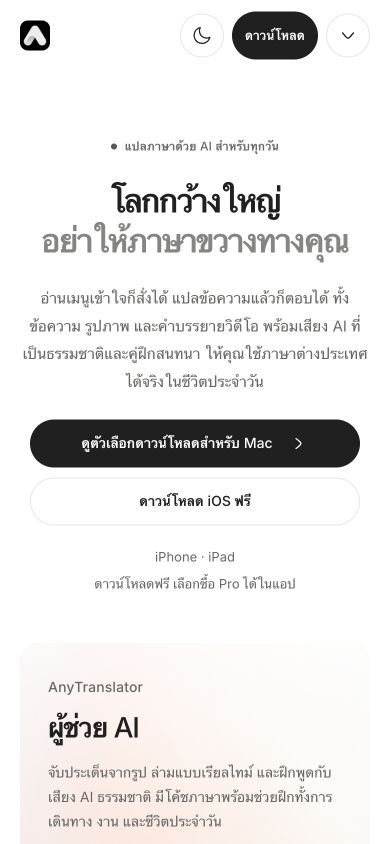 ดาวน์โหลด
แปลภาษาด้วย AI สำหรับทุกวัน
โลกกว้างใหญ่
อย่าให้ภาษาขวางทางคุณ
อ่านเมนูเข้าใจก็สั่งได้ แปลข้อความแล้วก็ตอบได้ ทั้ง
ข้อความ รูปภาพ และคำบรรยายวิดีโอ พร้อมเสียง AI ที่
เป็นธรรมชาติและคู่ฝึกสนทนา ให้คุณใช้ภาษาต่างประเทศ
ได้จริงในชีวิตประจำวัน
ดูตัวเลือกดาวน์โหลดสำหรับ Mac
ดาวน์โหลด iOS ฟรี
iPhone · iPad
ดาวน์โหลดฟรี เลือกซื้อ Pro ได้ในแอป
AnyTranslator
ผู้ช่วย AI
จับประเด็นจากรูป ล่ามแบบเรียลไทม์ และฝึกพูดกับ
เสียง AI ธรรมชาติ มีโค้ชภาษาพร้อมช่วยฝึกทั้งการ
เดินทาง งาน และชีวิตประจำวัน